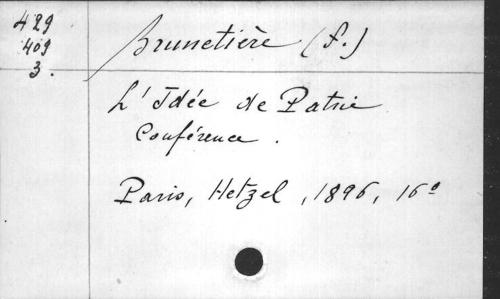 429
409
3.
Brunetière (F.)
L'Idée de Patrie
Conférence.
Paris, Hetzel, 1896, 16º